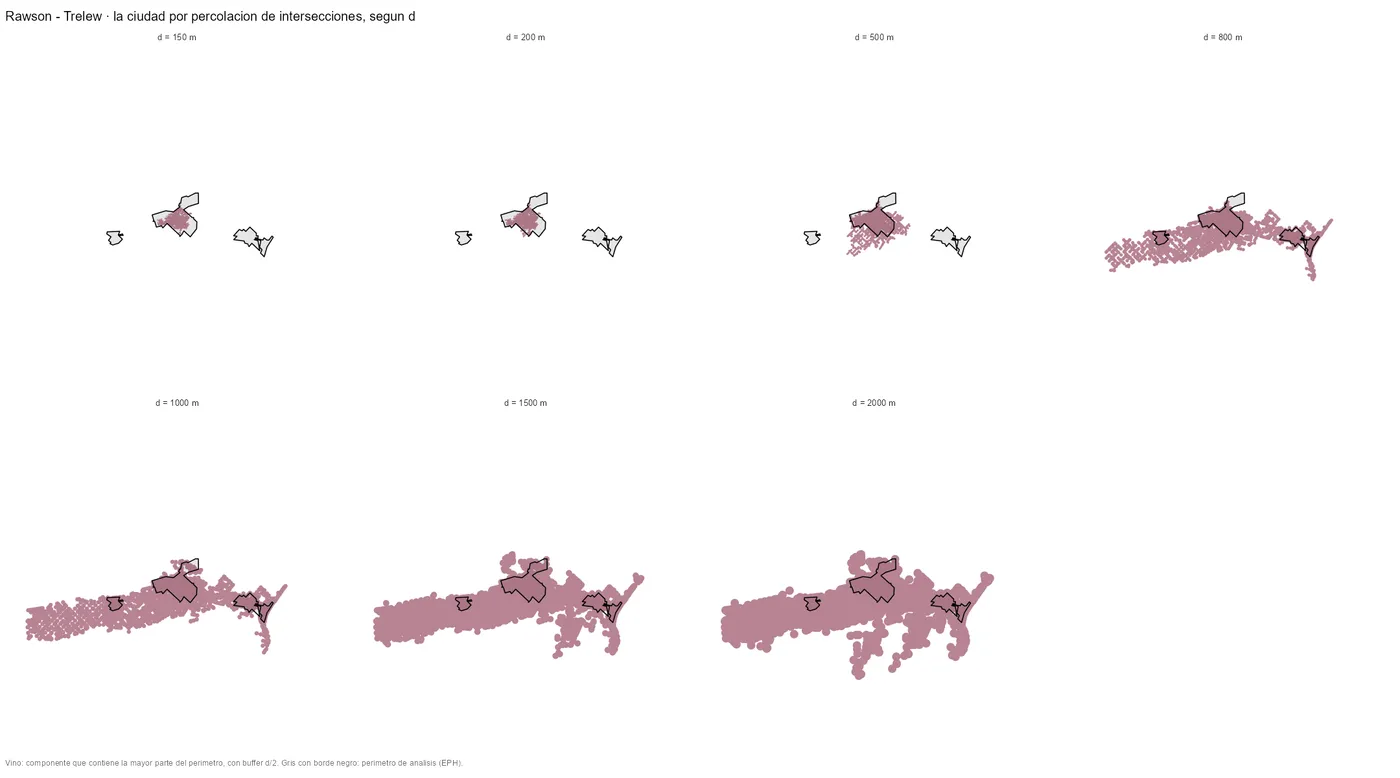 Rawson - Trelew · la ciudad por percolacion de intersecciones, segun d
d = 150 m
d = 200 m
d = 500 m
d = 800 m
d = 1000 m
d = 1500 m
d = 2000 m
Vino: componente que contiene la mayor parte del perimetro, con buffer d/2. Gris con borde negro: perimetro de analisis (EPH).